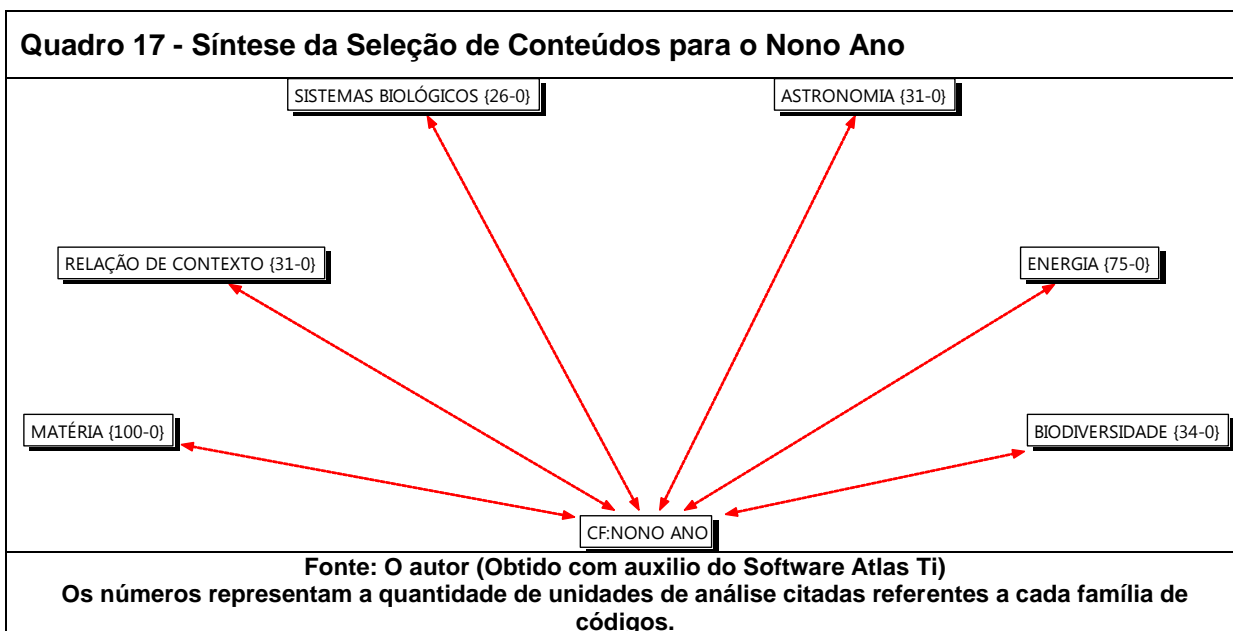 Quadro 17 - Síntese da Seleção de Conteúdos para o Nono Ano
SISTEMAS BIOLÓGICOS {26-0}
ASTRONOMIA {31-0}
RELAÇÃO DE CONTEXTO {31-0}
ENERGIA {75-0}
MATÉRIA {100-0}
BIODIVERSIDADE {34-0}
CF:NONO ANO
Fonte: O autor (Obtido com auxilio do Software Atlas Ti)
Os números representam a quantidade de unidades de análise citadas referentes a cada família de
códigos.